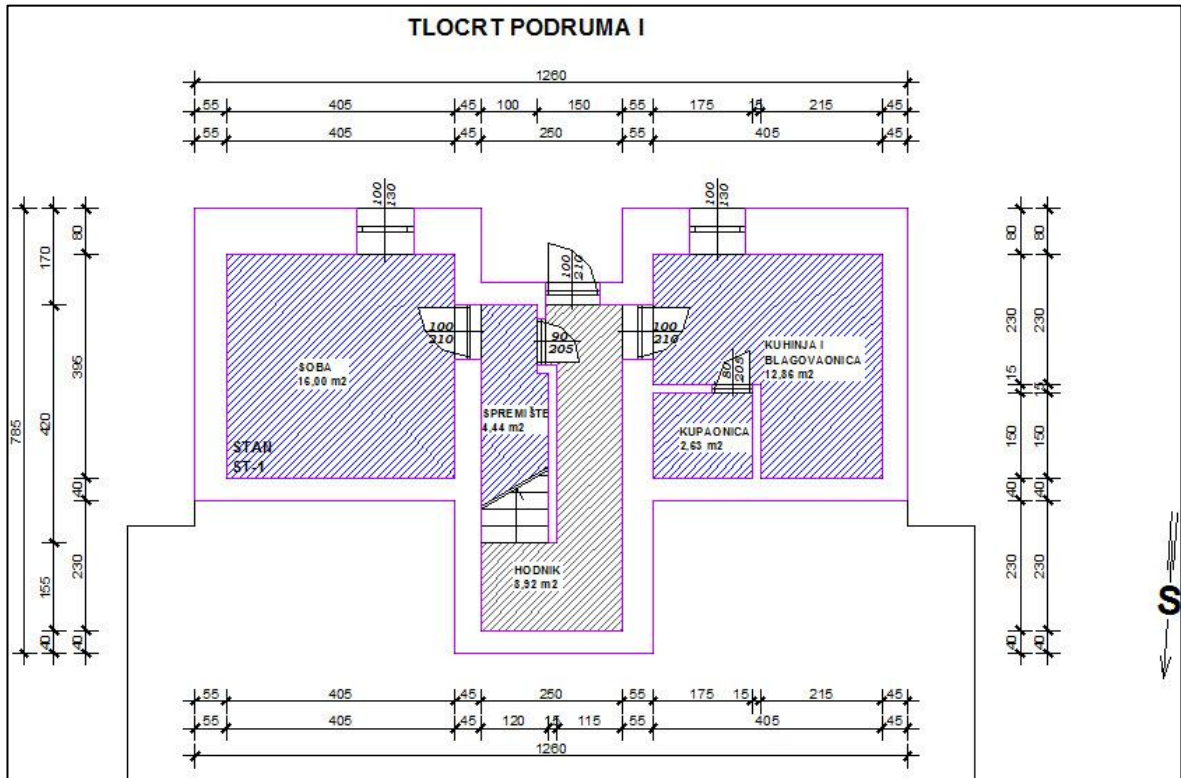 TLOCRT PODRUMA I
1260
55 405 45 100 150 55 175 15 215 45
55 405 45 250 55 405 45
100
130
100
130
785
170 420 155 40
80 395 40 230 40
80 230 15 150 40 230 40
80 230 15 150 40 230 40
100
210
100
210
90
205
100
210
80
205
SOBA
16,00 m2
KUHINJA I
BLAGOVAONICA
12,86 m2
SPREMIŠTE
4,44 m2
KUPAONICA
2,63 m2
STAN
ST-1
HODNIK
8,92 m2
S
55 405 45 250 55 175 15 215 45
55 405 45 120 15 115 55 405 45
1260